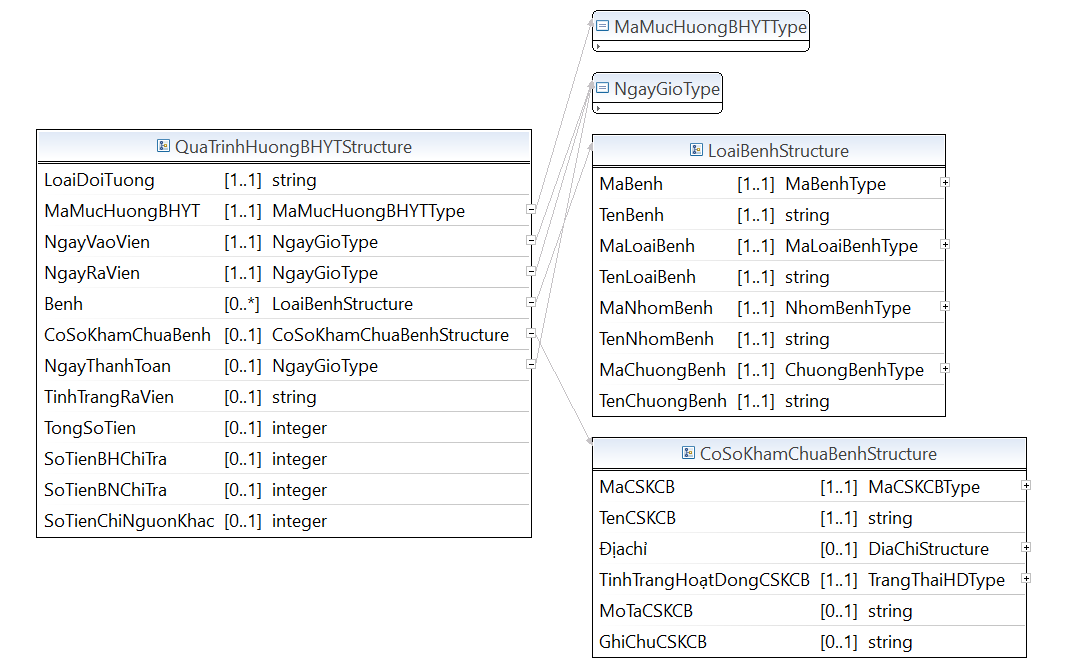 MaMucHuongBHYTType
NgayGioType
QuaTrinhHuongBHYTStructure
LoaiDoiTuong [1..1] string
MaMucHuongBHYT [1..1] MaMucHuongBHYTType
NgayVaoVien [1..1] NgayGioType
NgayRaVien [1..1] NgayGioType
Benh [0..*] LoaiBenhStructure
CoSoKhamChuaBenh [0..1] CoSoKhamChuaBenhStructure
NgayThanhToan [0..1] NgayGioType
TinhTrangRaVien [0..1] string
TongSoTien [0..1] integer
SoTienBHChiTra [0..1] integer
SoTienBNChiTra [0..1] integer
SoTienChiNguonKhac [0..1] integer
LoaiBenhStructure
MaBenh [1..1] MaBenhType
TenBenh [1..1] string
MaLoaiBenh [1..1] MaLoaiBenhType
TenLoaiBenh [1..1] string
MaNhomBenh [1..1] NhomBenhType
TenNhomBenh [1..1] string
MaChuongBenh [1..1] ChuongBenhType
TenChuongBenh [1..1] string
CoSoKhamChuaBenhStructure
MaCSKCB [1..1] MaCSKCBType
TenCSKCB [1..1] string
Địachỉ [0..1] DiaChiStructure
TinhTrangHoạtDongCSKCB [1..1] TrangThaiHDType
MoTaCSKCB [0..1] string
GhiChuCSKCB [0..1] string